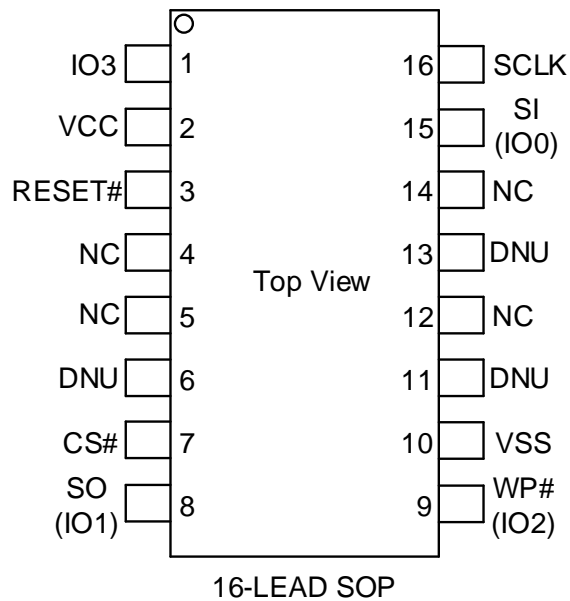 IO3 1 16 SCLK
VCC 2 15 SI
(IO0)
RESET# 3 14 NC
NC 4 13 DNU
Top View
NC 5 12 NC
DNU 6 11 DNU
CS# 7 10 VSS
SO 8 9 WP#
(IO1) (IO2)
16-LEAD SOP